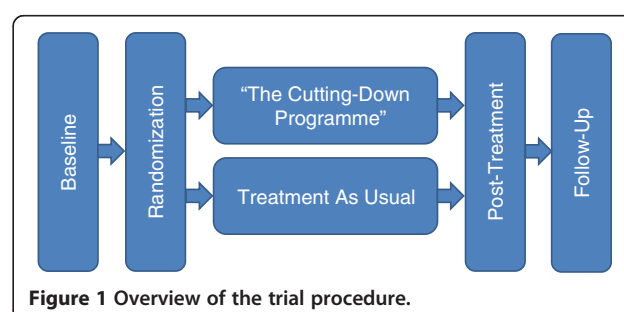 Baseline
Randomization
“The Cutting-Down
Programme”
Treatment As Usual
Post-Treatment
Follow-Up
Figure 1 Overview of the trial procedure.